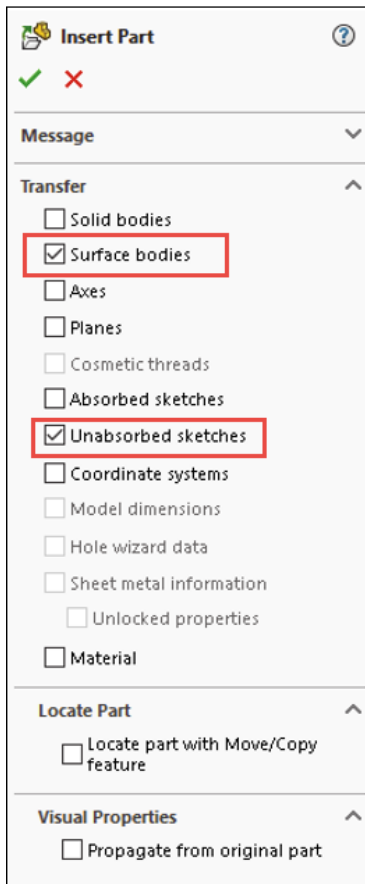 Insert Part
Message
Transfer
Solid bodies
Surface bodies
Axes
Planes
Cosmetic threads
Absorbed sketches
Unabsorbed sketches
Coordinate systems
Model dimensions
Hole wizard data
Sheet metal information
Unlocked properties
Material
Locate Part
Locate part with Move/Copy
feature
Visual Properties
Propagate from original part